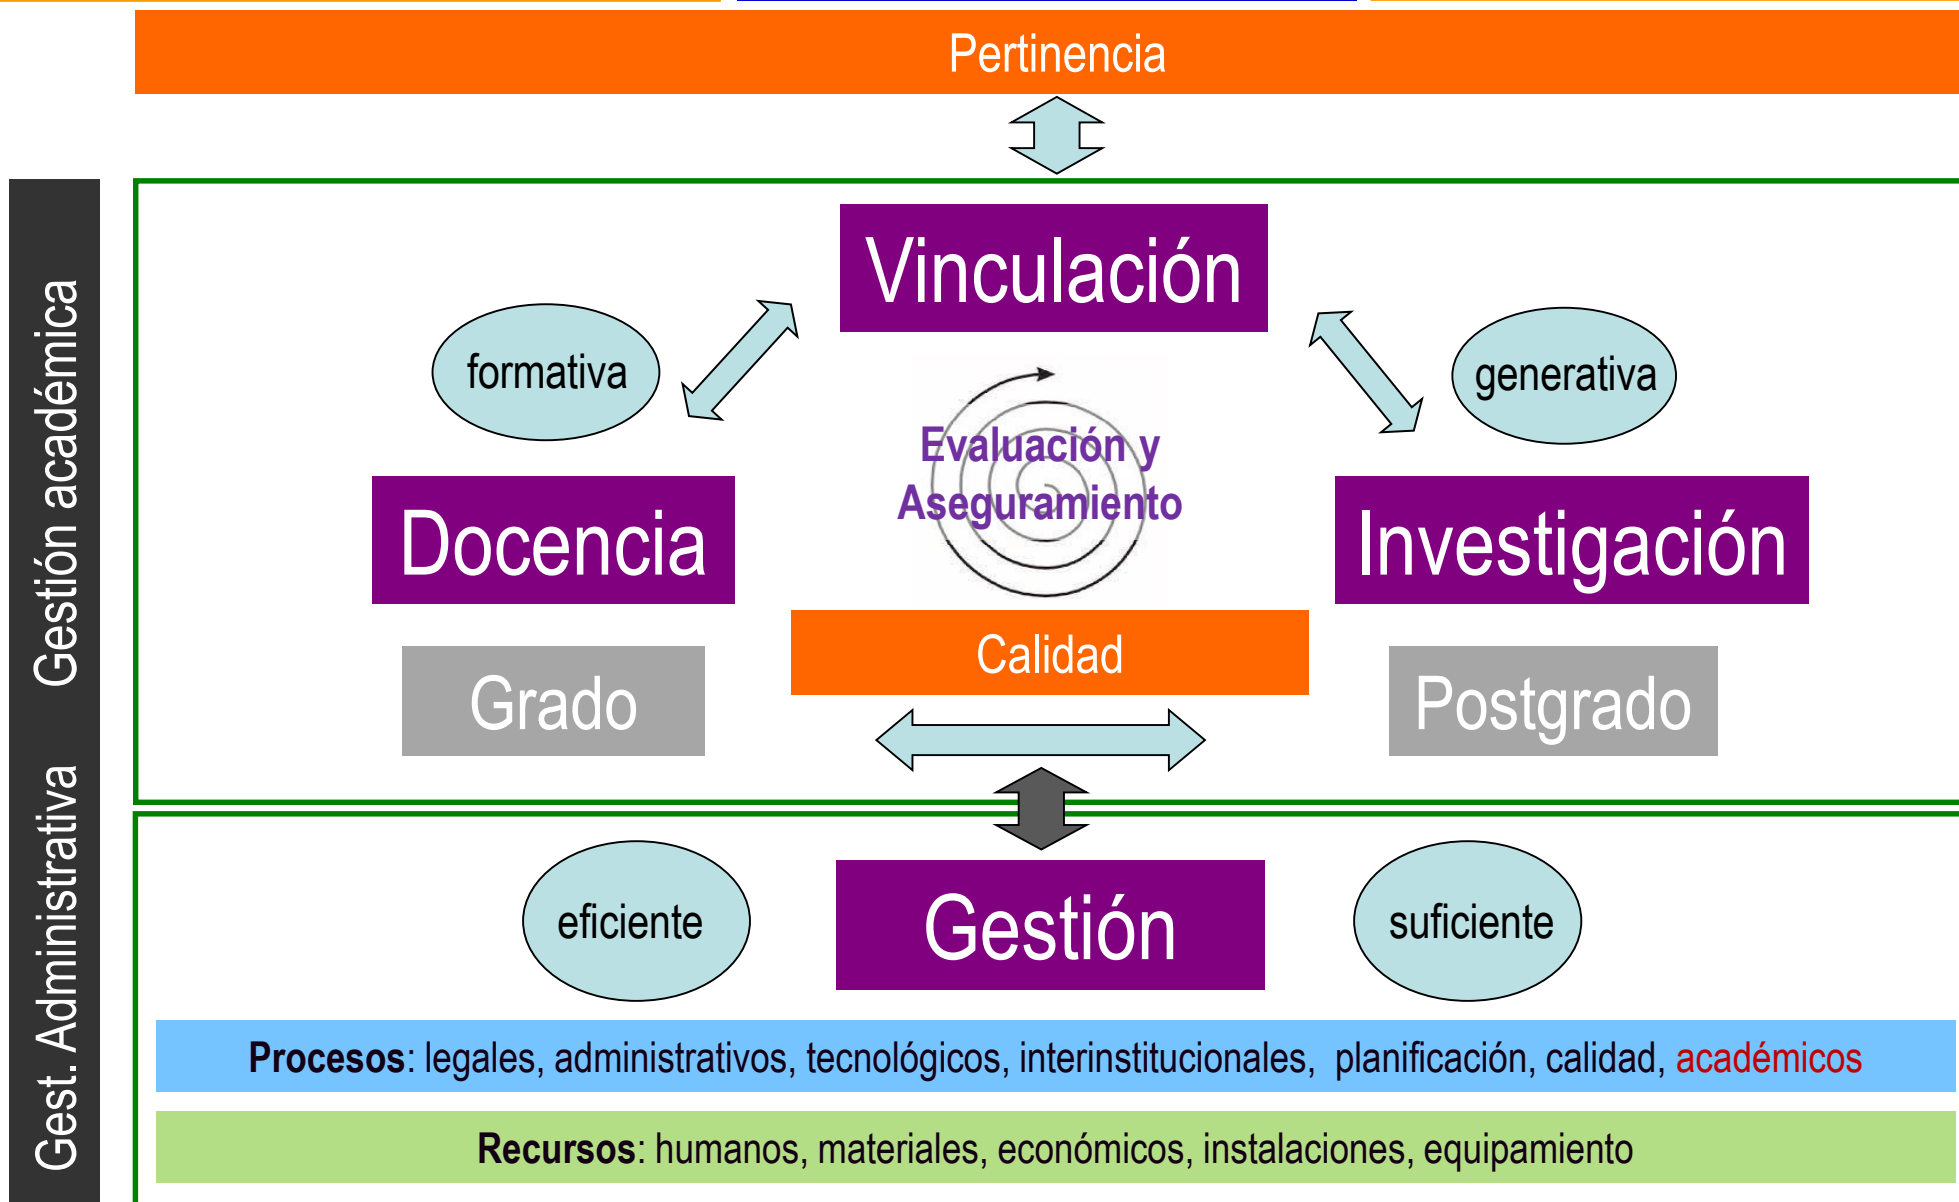 Pertinencia
Gestión académica
Vinculación
formativa
generativa
Evaluación y
Aseguramiento
Docencia
Investigación
Calidad
Grado
Postgrado
Gest. Administrativa
eficiente
Gestión
suficiente
Procesos: legales, administrativos, tecnológicos, interinstitucionales, planificación, calidad, académicos
Recursos: humanos, materiales, económicos, instalaciones, equipamiento